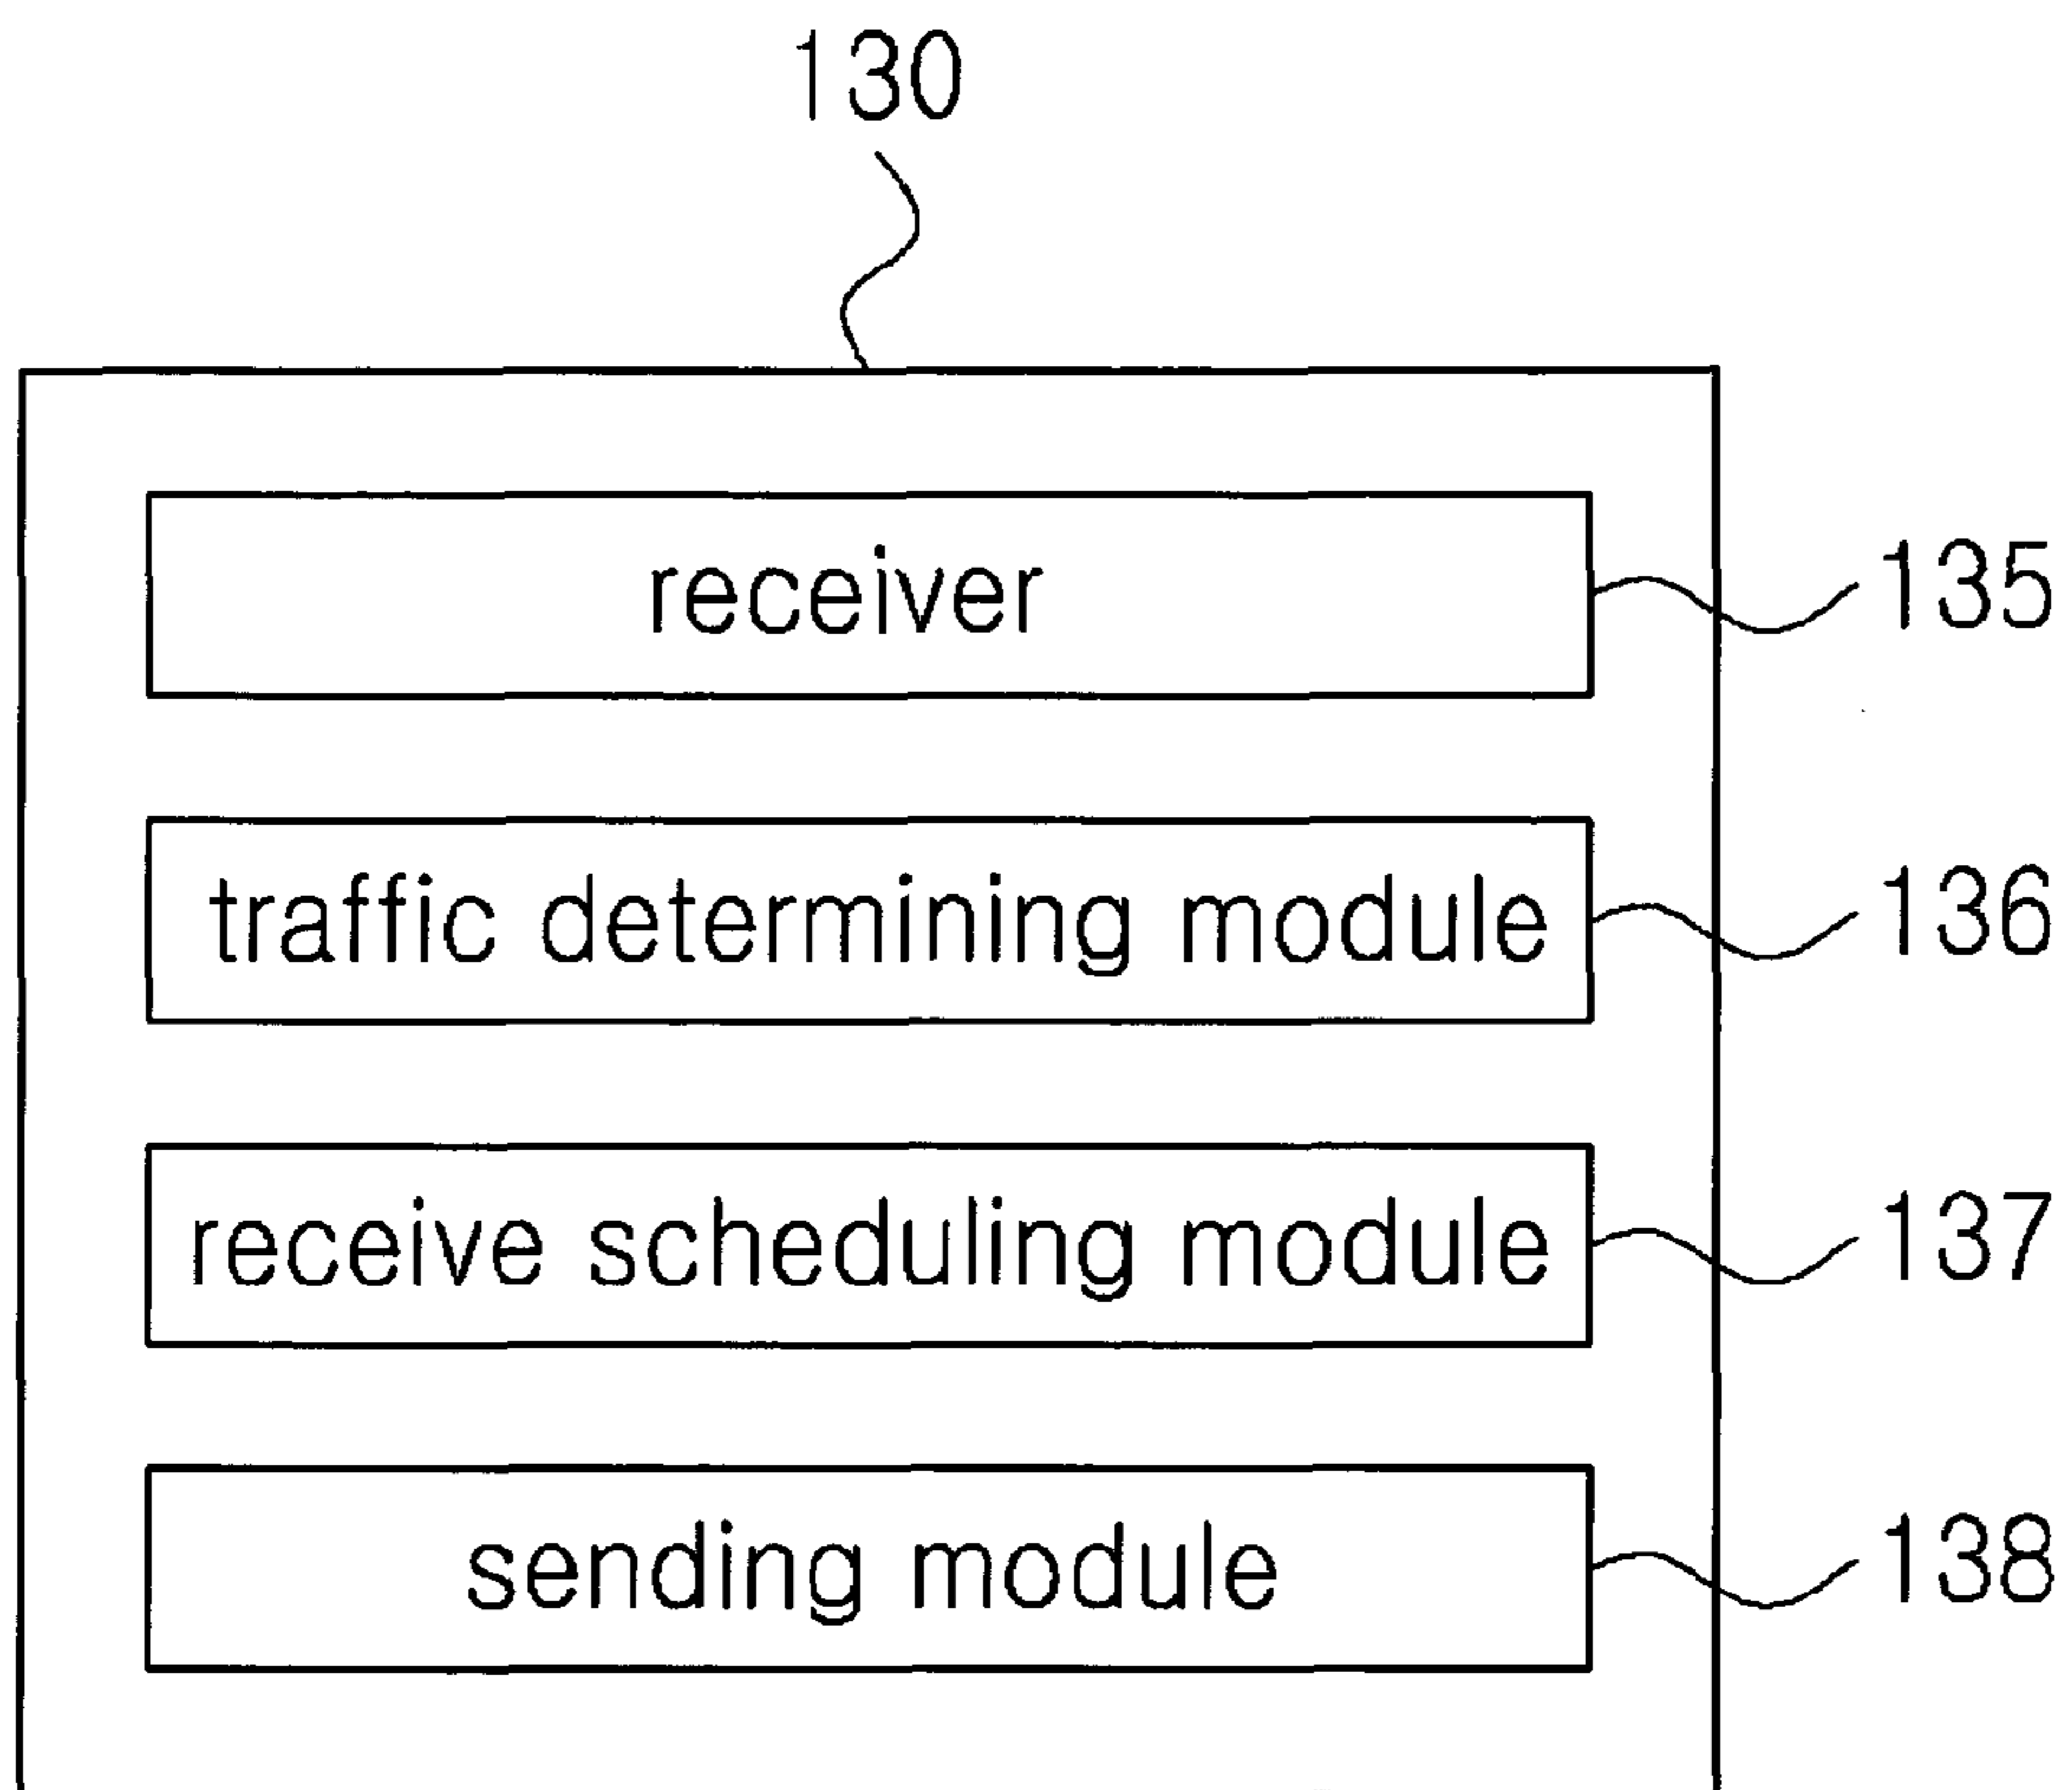 130
receiver 135
traffic determining module 136
receive scheduling module 137
sending module 138